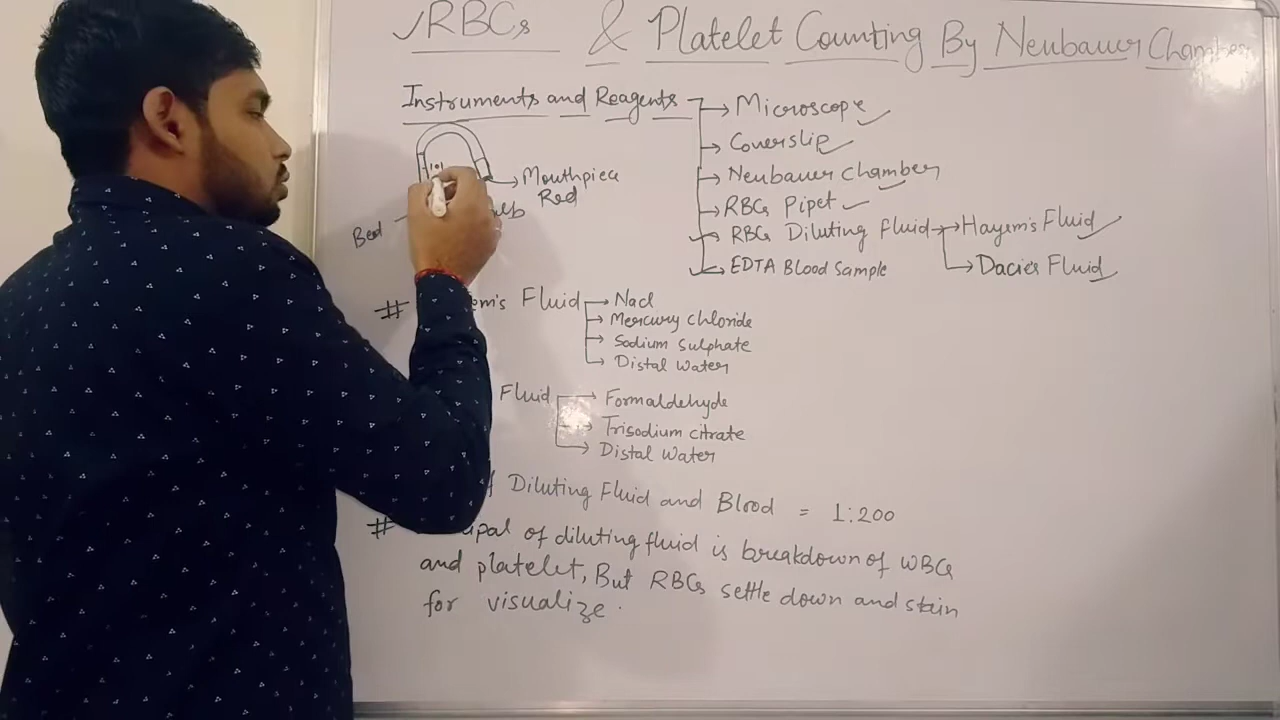 ✓RBCs & Platelet Counting By Neubauer Chamber
Instruments and Reagents
Microscope ✓
Coverslip ✓
Neubauer Chamber ✓
RBCs Pipet ✓
RBCs Diluting Fluid
Hayem's Fluid ✓
Dacie's Fluid ✓
EDTA Blood Sample
101
Mouthpiece
Red
Bead
# Fluid
Nacl
Mercury chloride
Sodium Sulphate
Distal Water
Fluid
Formaldehyde
Trisodium citrate
Distal Water
Diluting Fluid and Blood = 1:200
# of diluting fluid is breakdown of WBCs
and platelet, But RBCs settle down and stain
for visualize.